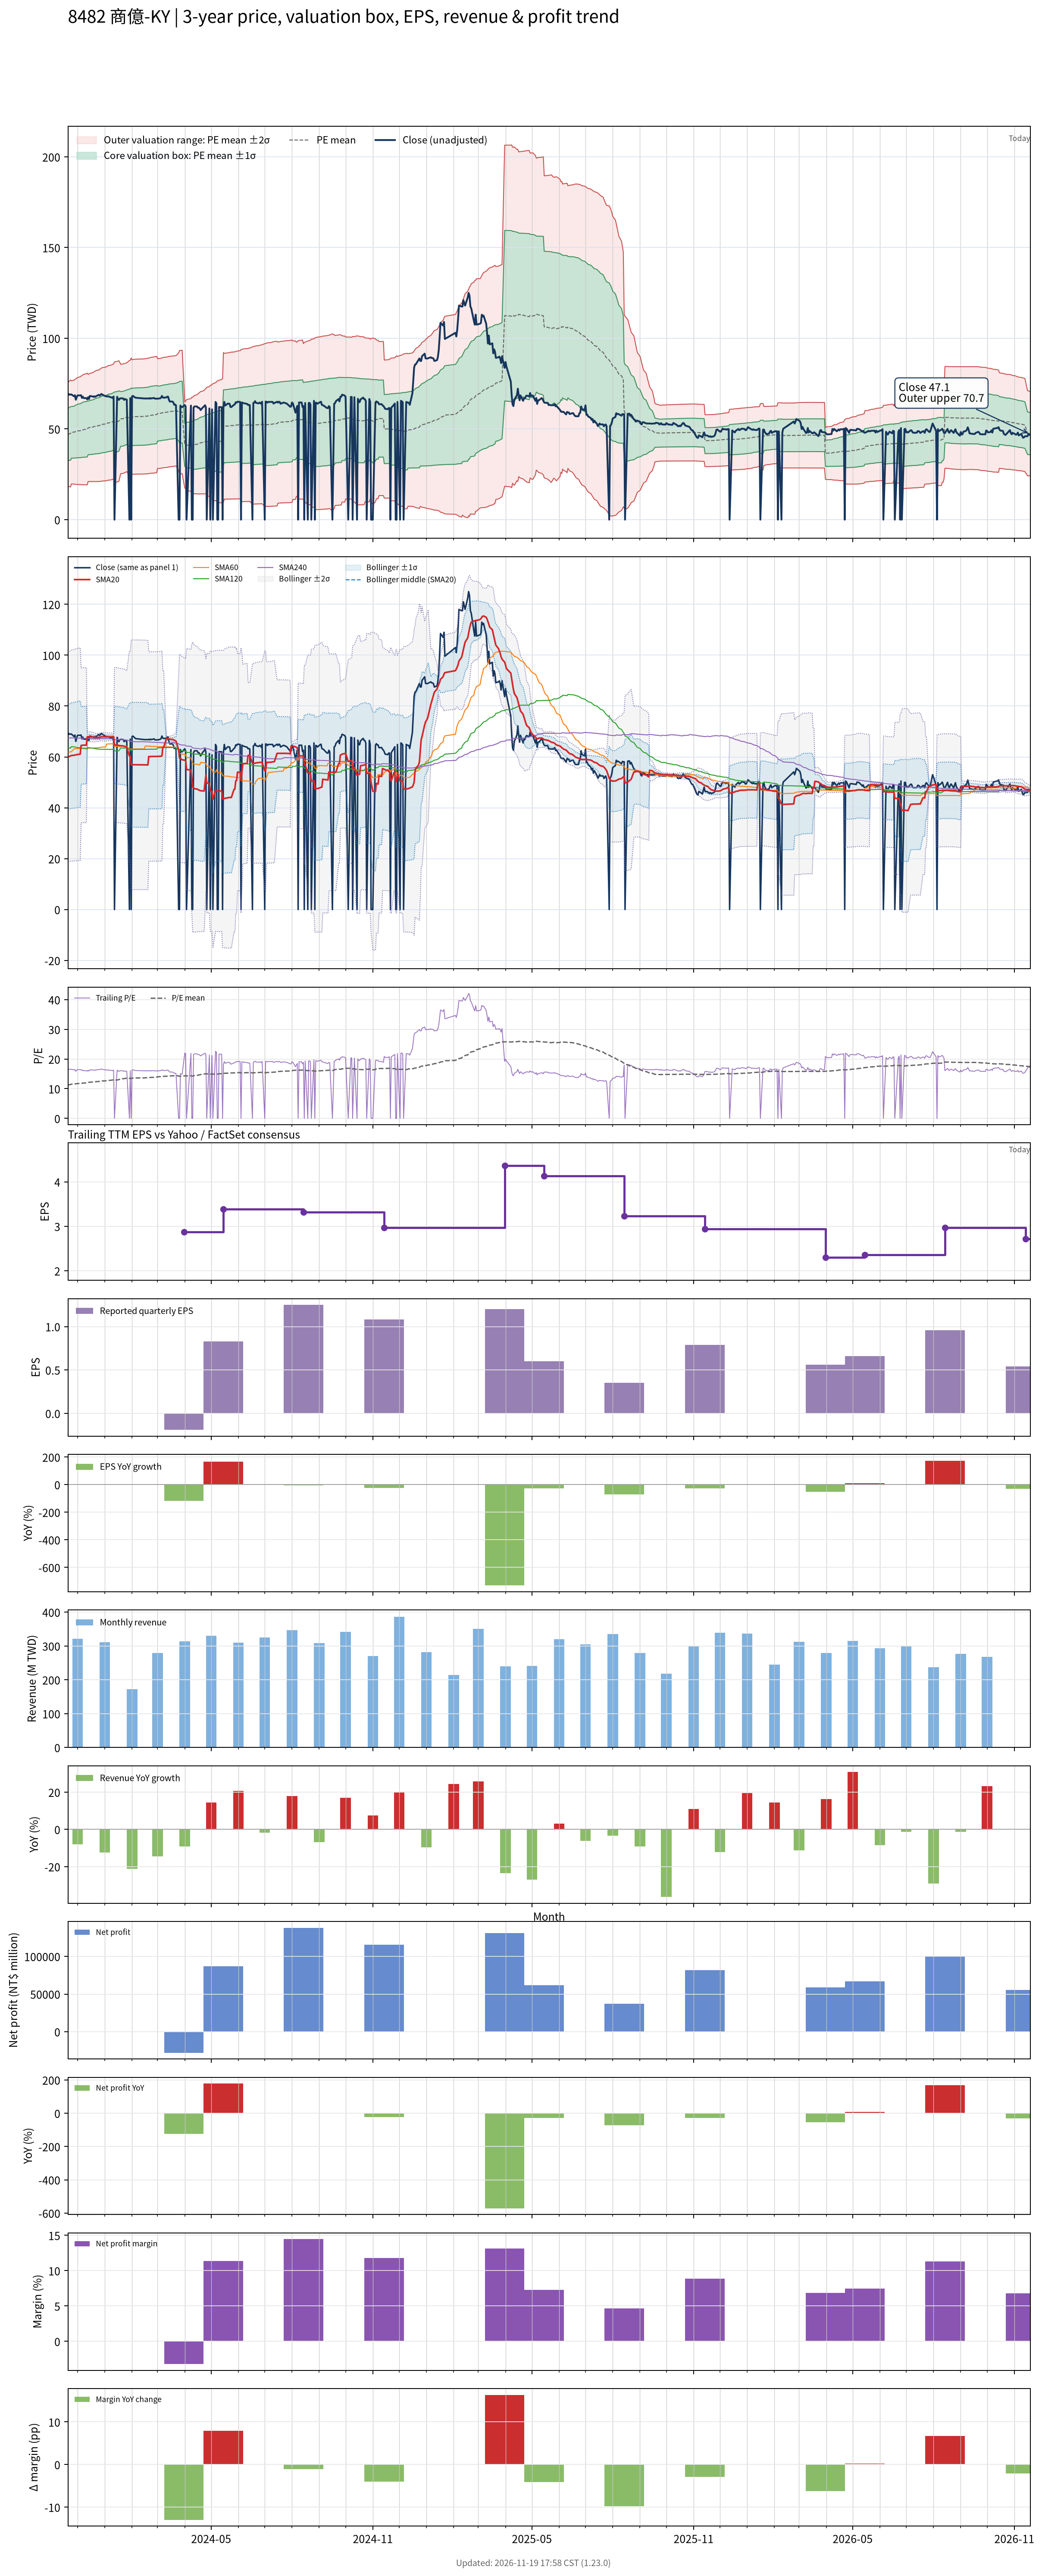 8482 商億-KY | 3-year price, valuation box, EPS, revenue & profit trend
Outer valuation range: PE mean ±2σ
PE mean
Close (unadjusted)
Core valuation box: PE mean ±1σ
Today
200
150
100
50
0
Price (TWD)
Close 47.1
Outer upper 70.7
Close (same as panel 1)
SMA20
SMA60
SMA120
SMA240
Bollinger ±2σ
Bollinger ±1σ
Bollinger middle (SMA20)
120
100
80
60
40
20
0
-20
Price
Trailing P/E
P/E mean
40
30
20
10
0
P/E
Trailing TTM EPS vs Yahoo / FactSet consensus
Today
4
3
2
EPS
Reported quarterly EPS
1.0
0.5
0.0
EPS
EPS YoY growth
200
0
-200
-400
-600
YoY (%)
Monthly revenue
400
300
200
100
0
Revenue (M TWD)
Revenue YoY growth
20
0
-20
YoY (%)
Month
Net profit
100000
50000
0
Net profit (NT$ million)
Net profit YoY
200
0
-200
-400
-600
YoY (%)
Net profit margin
15
10
5
0
Margin (%)
Margin YoY change
10
0
-10
Δ margin (pp)
2024-05
2024-11
2025-05
2025-11
2026-05
2026-11
Updated: 2026-11-19 17:58 CST (1.23.0)